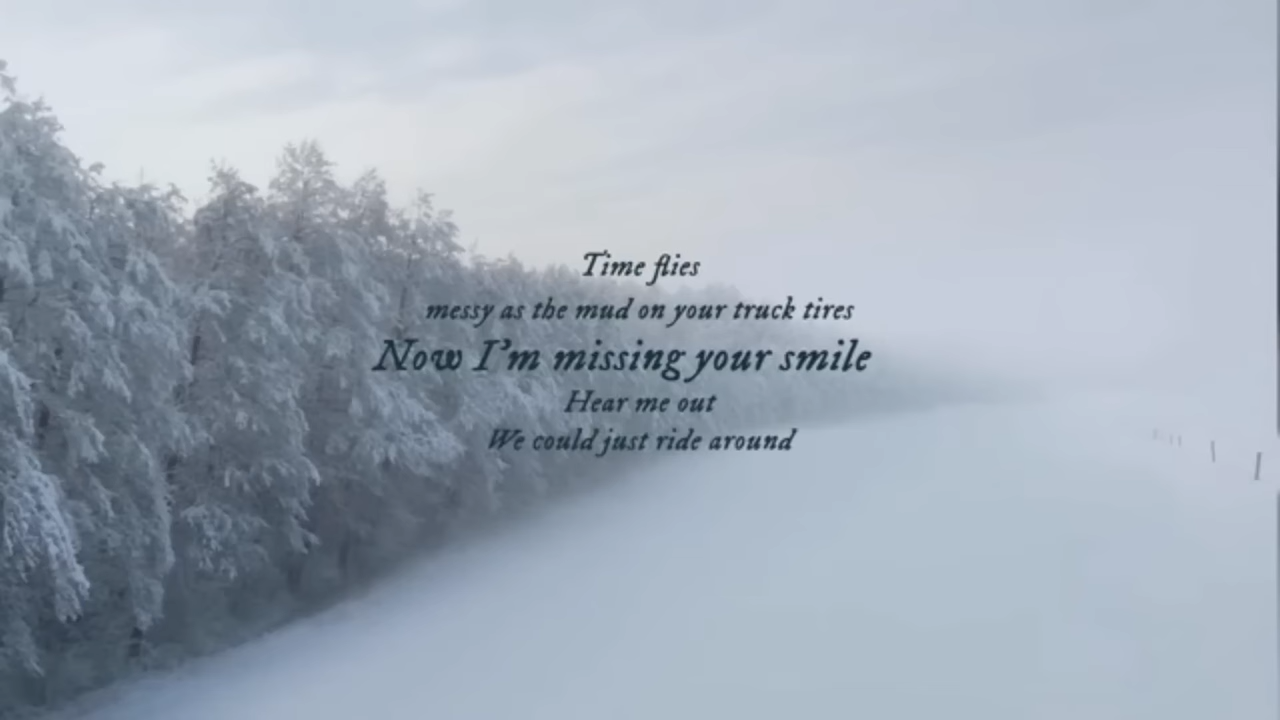 Time flies
messy as the mud on your truck tires
Now I'm missing your smile
Hear me out
We could just ride around